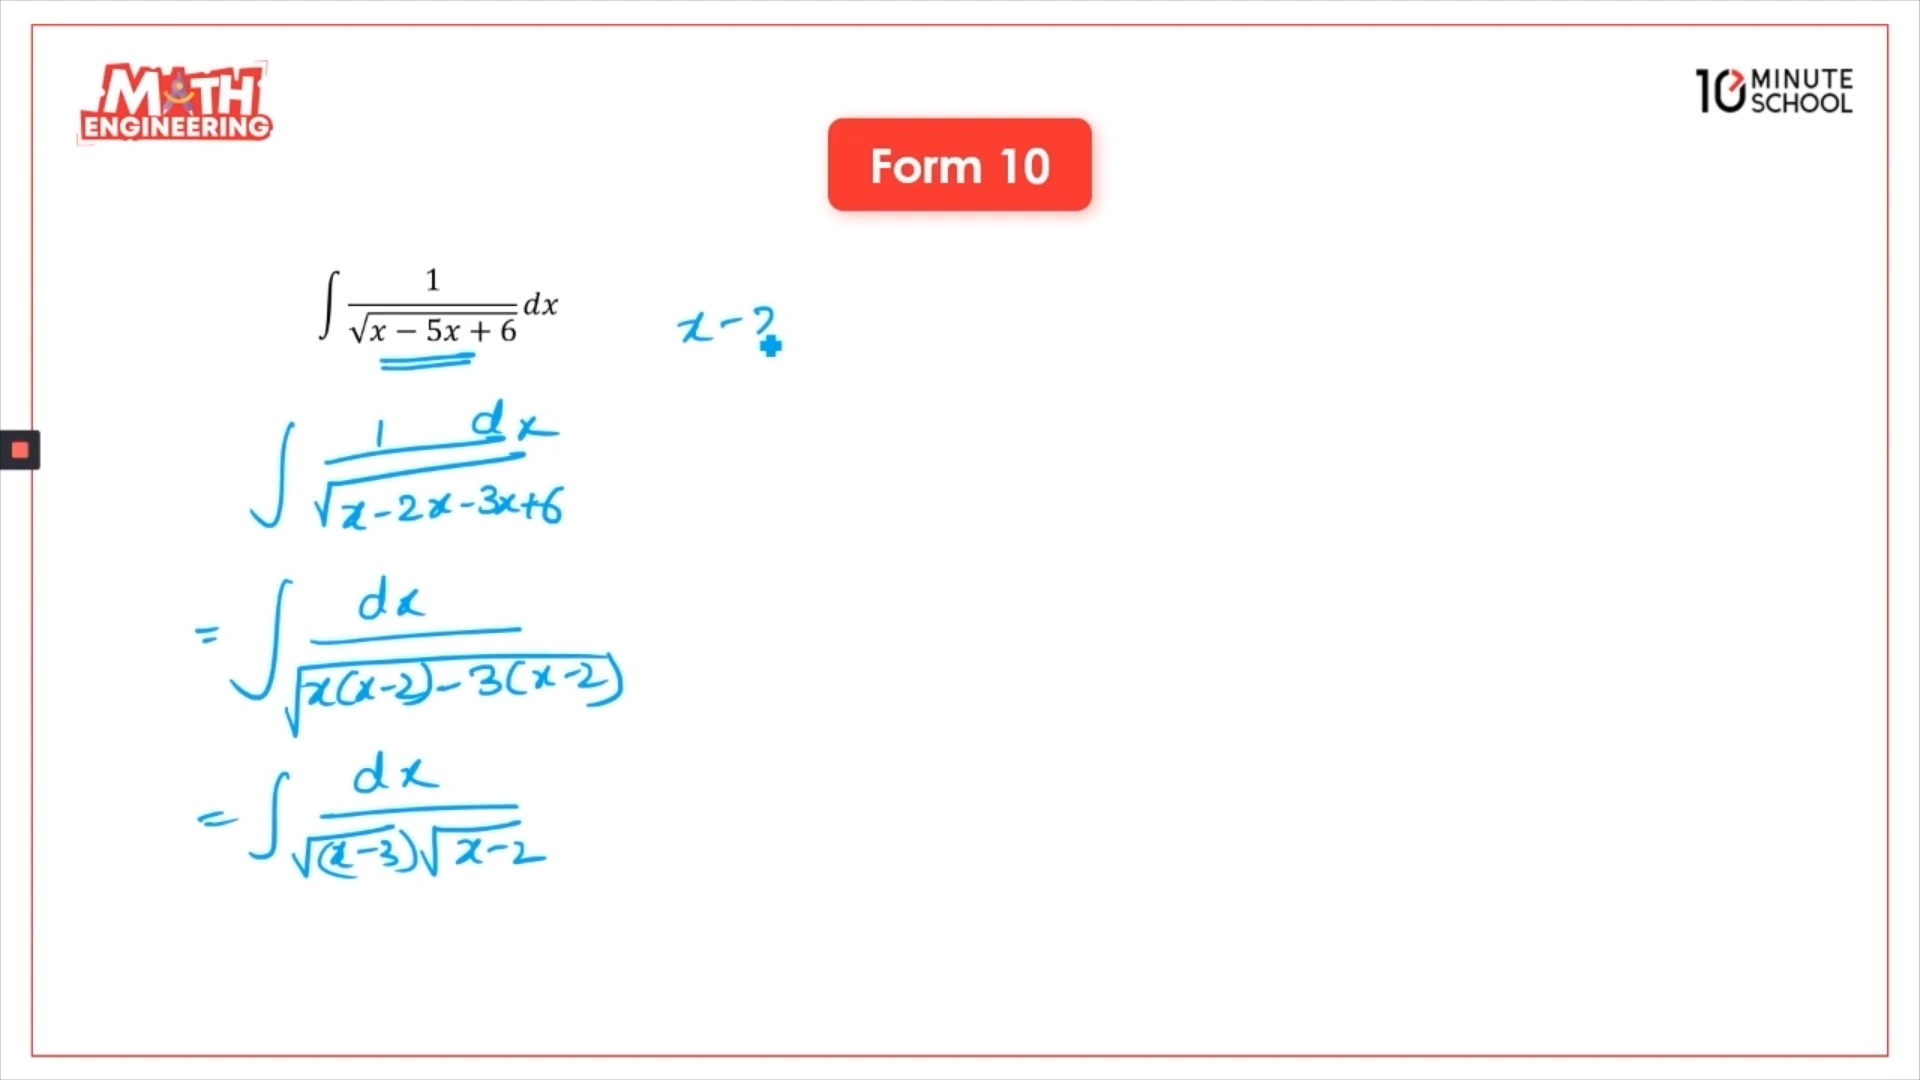 MATH
ENGINEERING
10 MINUTE
SCHOOL
Form 10
∫ 1/√(x − 5x + 6) dx
x − 2
∫ 1 dx/√(x−2x−3x+6)
= ∫ dx/√(x(x−2)−3(x−2))
= ∫ dx/(√(x−3)√(x−2))